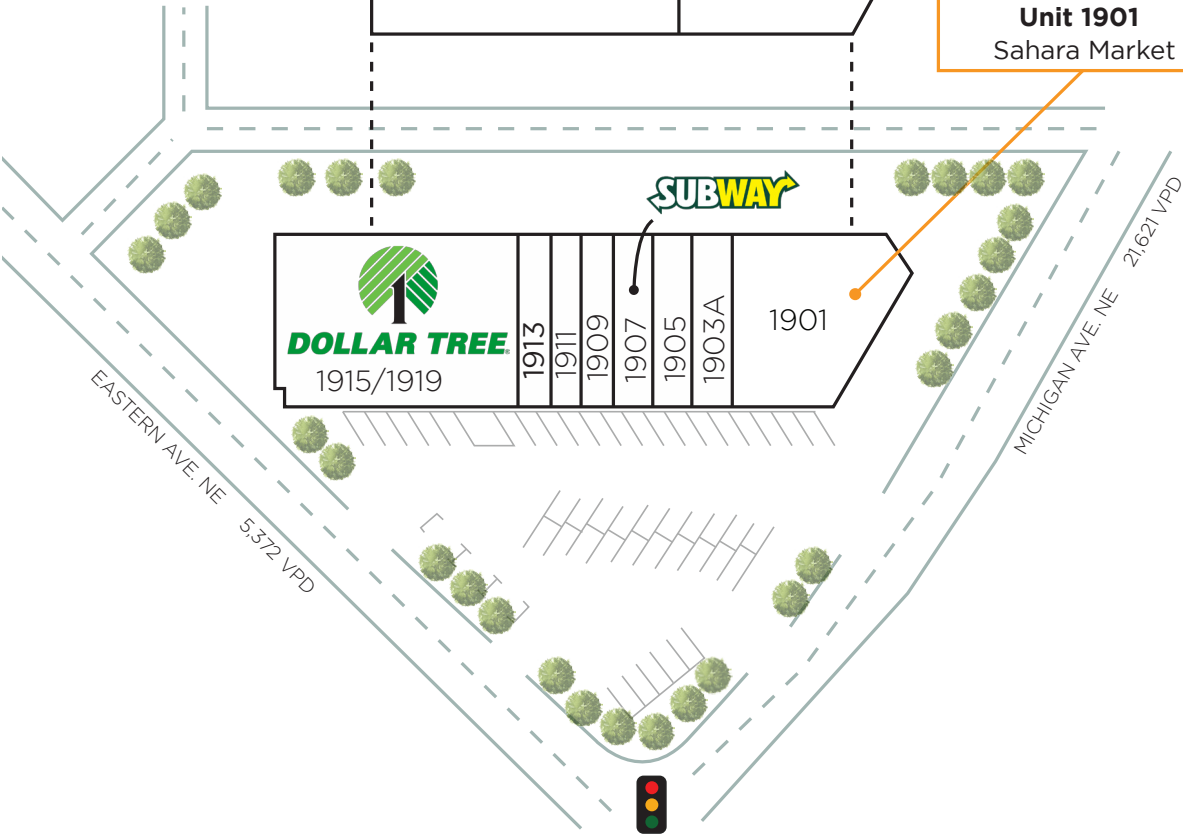 Unit 1901
Sahara Market
SUBWAY
DOLLAR TREE
1915/1919
1913
1911
1909
1907
1905
1903A
1901
EASTERN AVE. NE 5,372 VPD
MICHIGAN AVE. NE 21,621 VPD